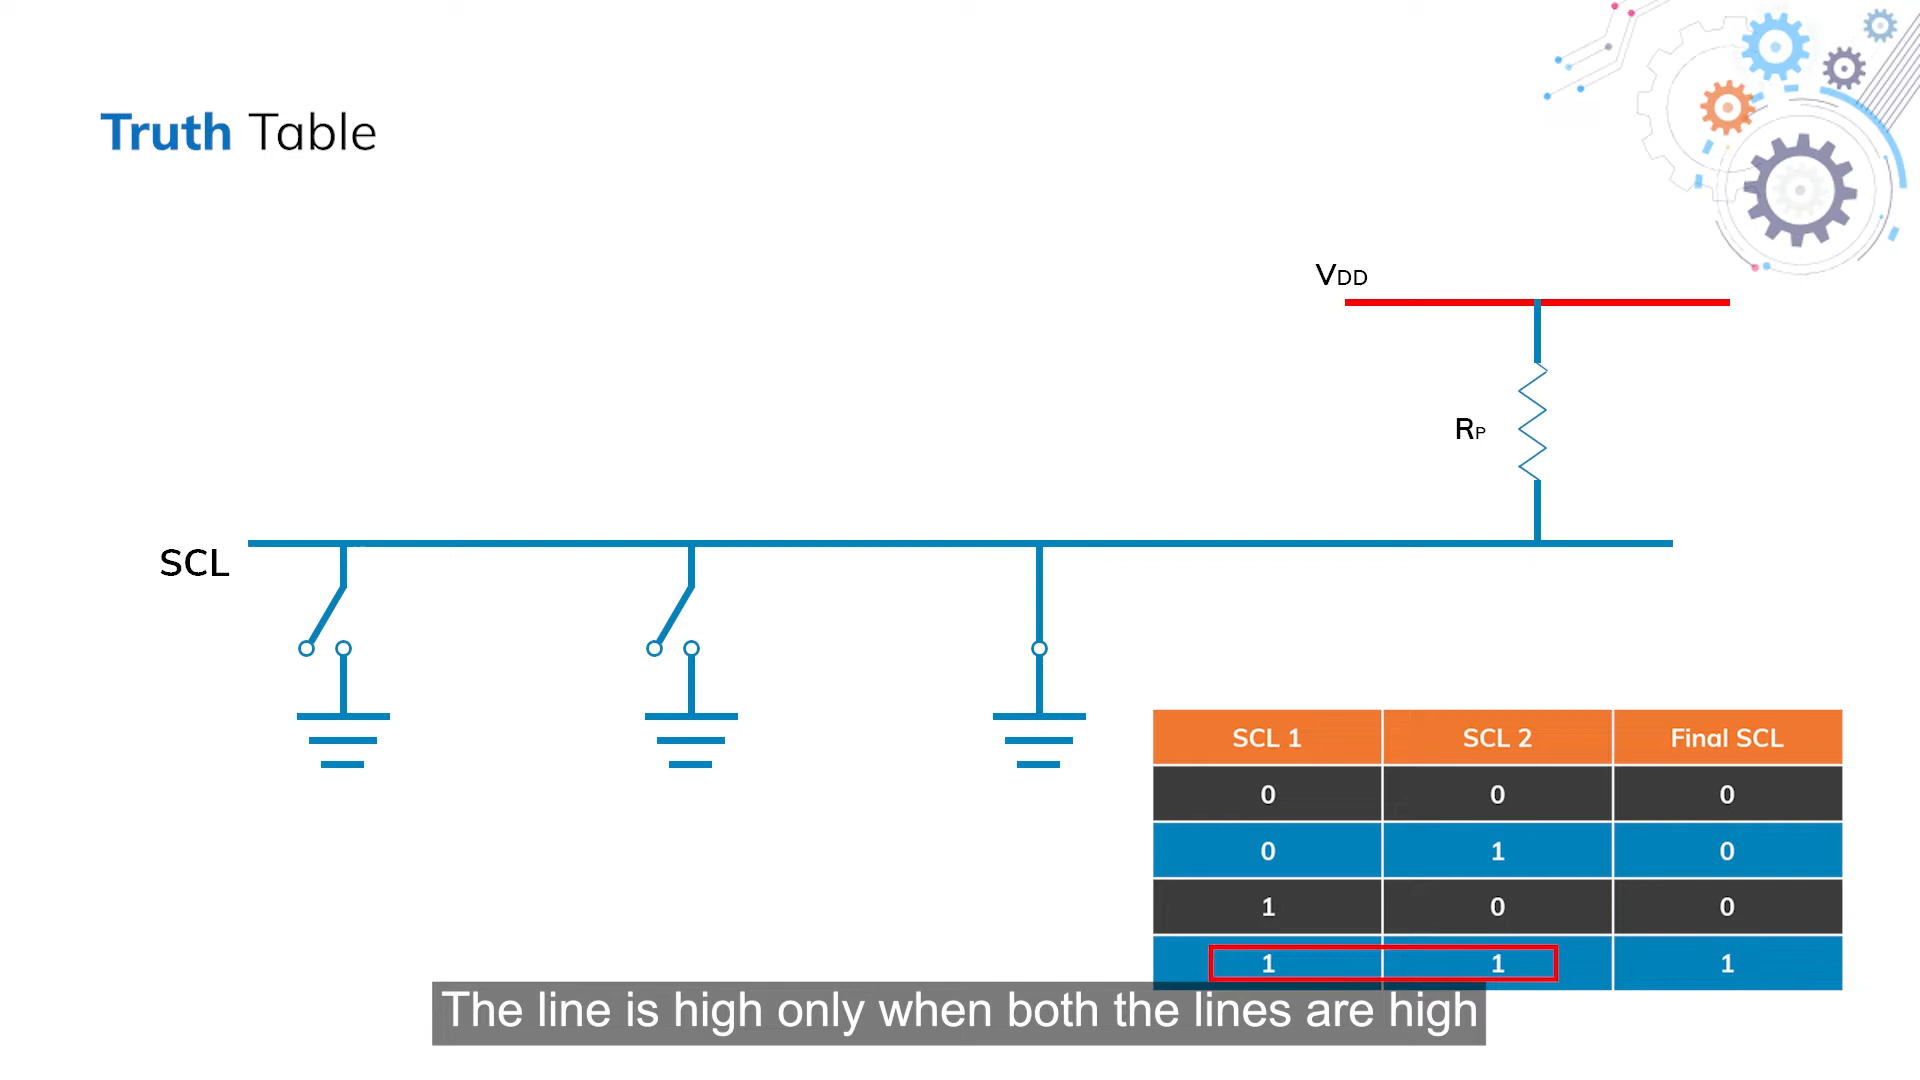 Truth Table
VDD
RP
SCL
SCL 1 SCL 2 Final SCL
0 0 0
0 1 0
1 0 0
1 1 1
The line is high only when both the lines are high